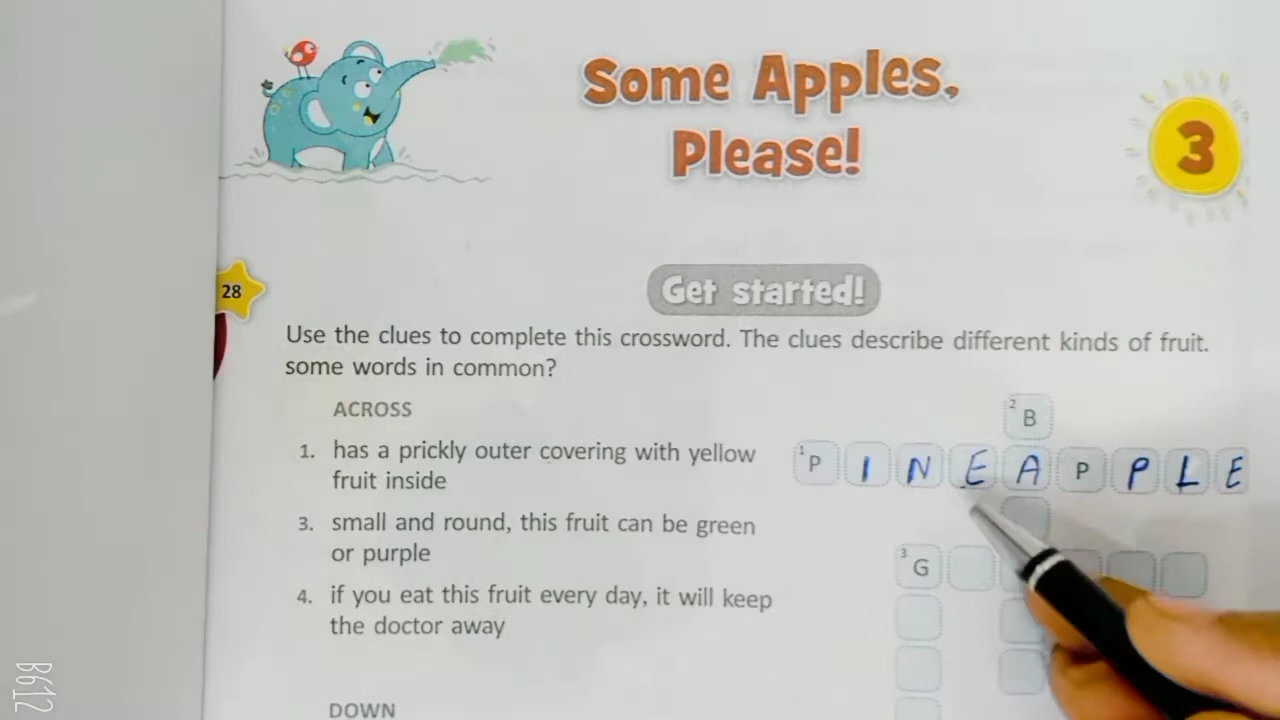 Some Apples,
Please!
3
28
Get started!
Use the clues to complete this crossword. The clues describe different kinds of fruit.
some words in common?
ACROSS
1. has a prickly outer covering with yellow
fruit inside
3. small and round, this fruit can be green
or purple
4. if you eat this fruit every day, it will keep
the doctor away
DOWN
2 B
1 P I N E A P P L E
3 G
B612